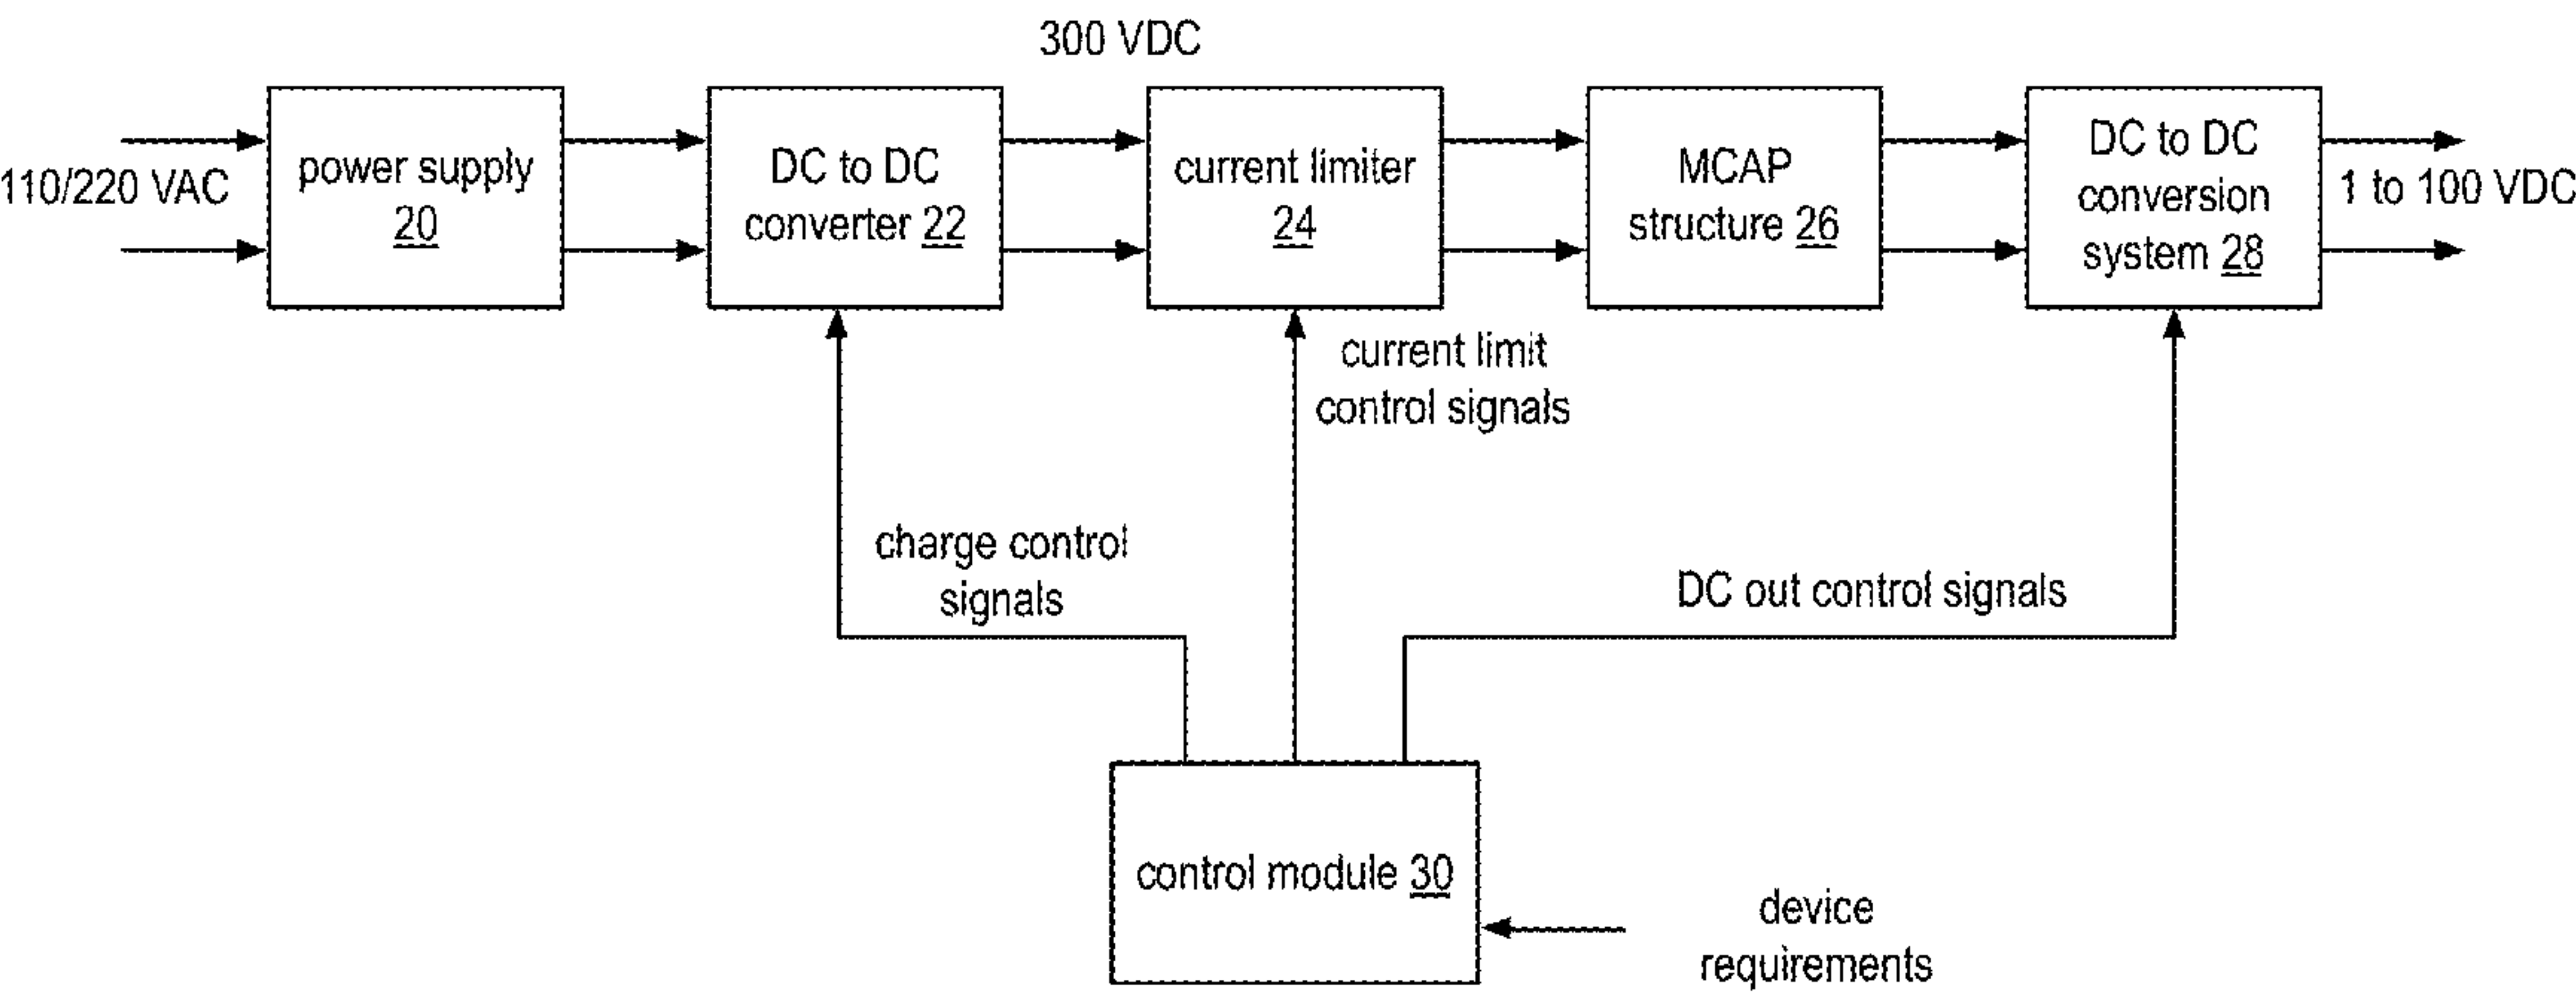 300 VDC
110/220 VAC
power supply
20
DC to DC
converter 22
current limiter
24
MCAP
structure 26
DC to DC
conversion
system 28
1 to 100 VDC
current limit
control signals
charge control
signals
DC out control signals
control module 30
device
requirements